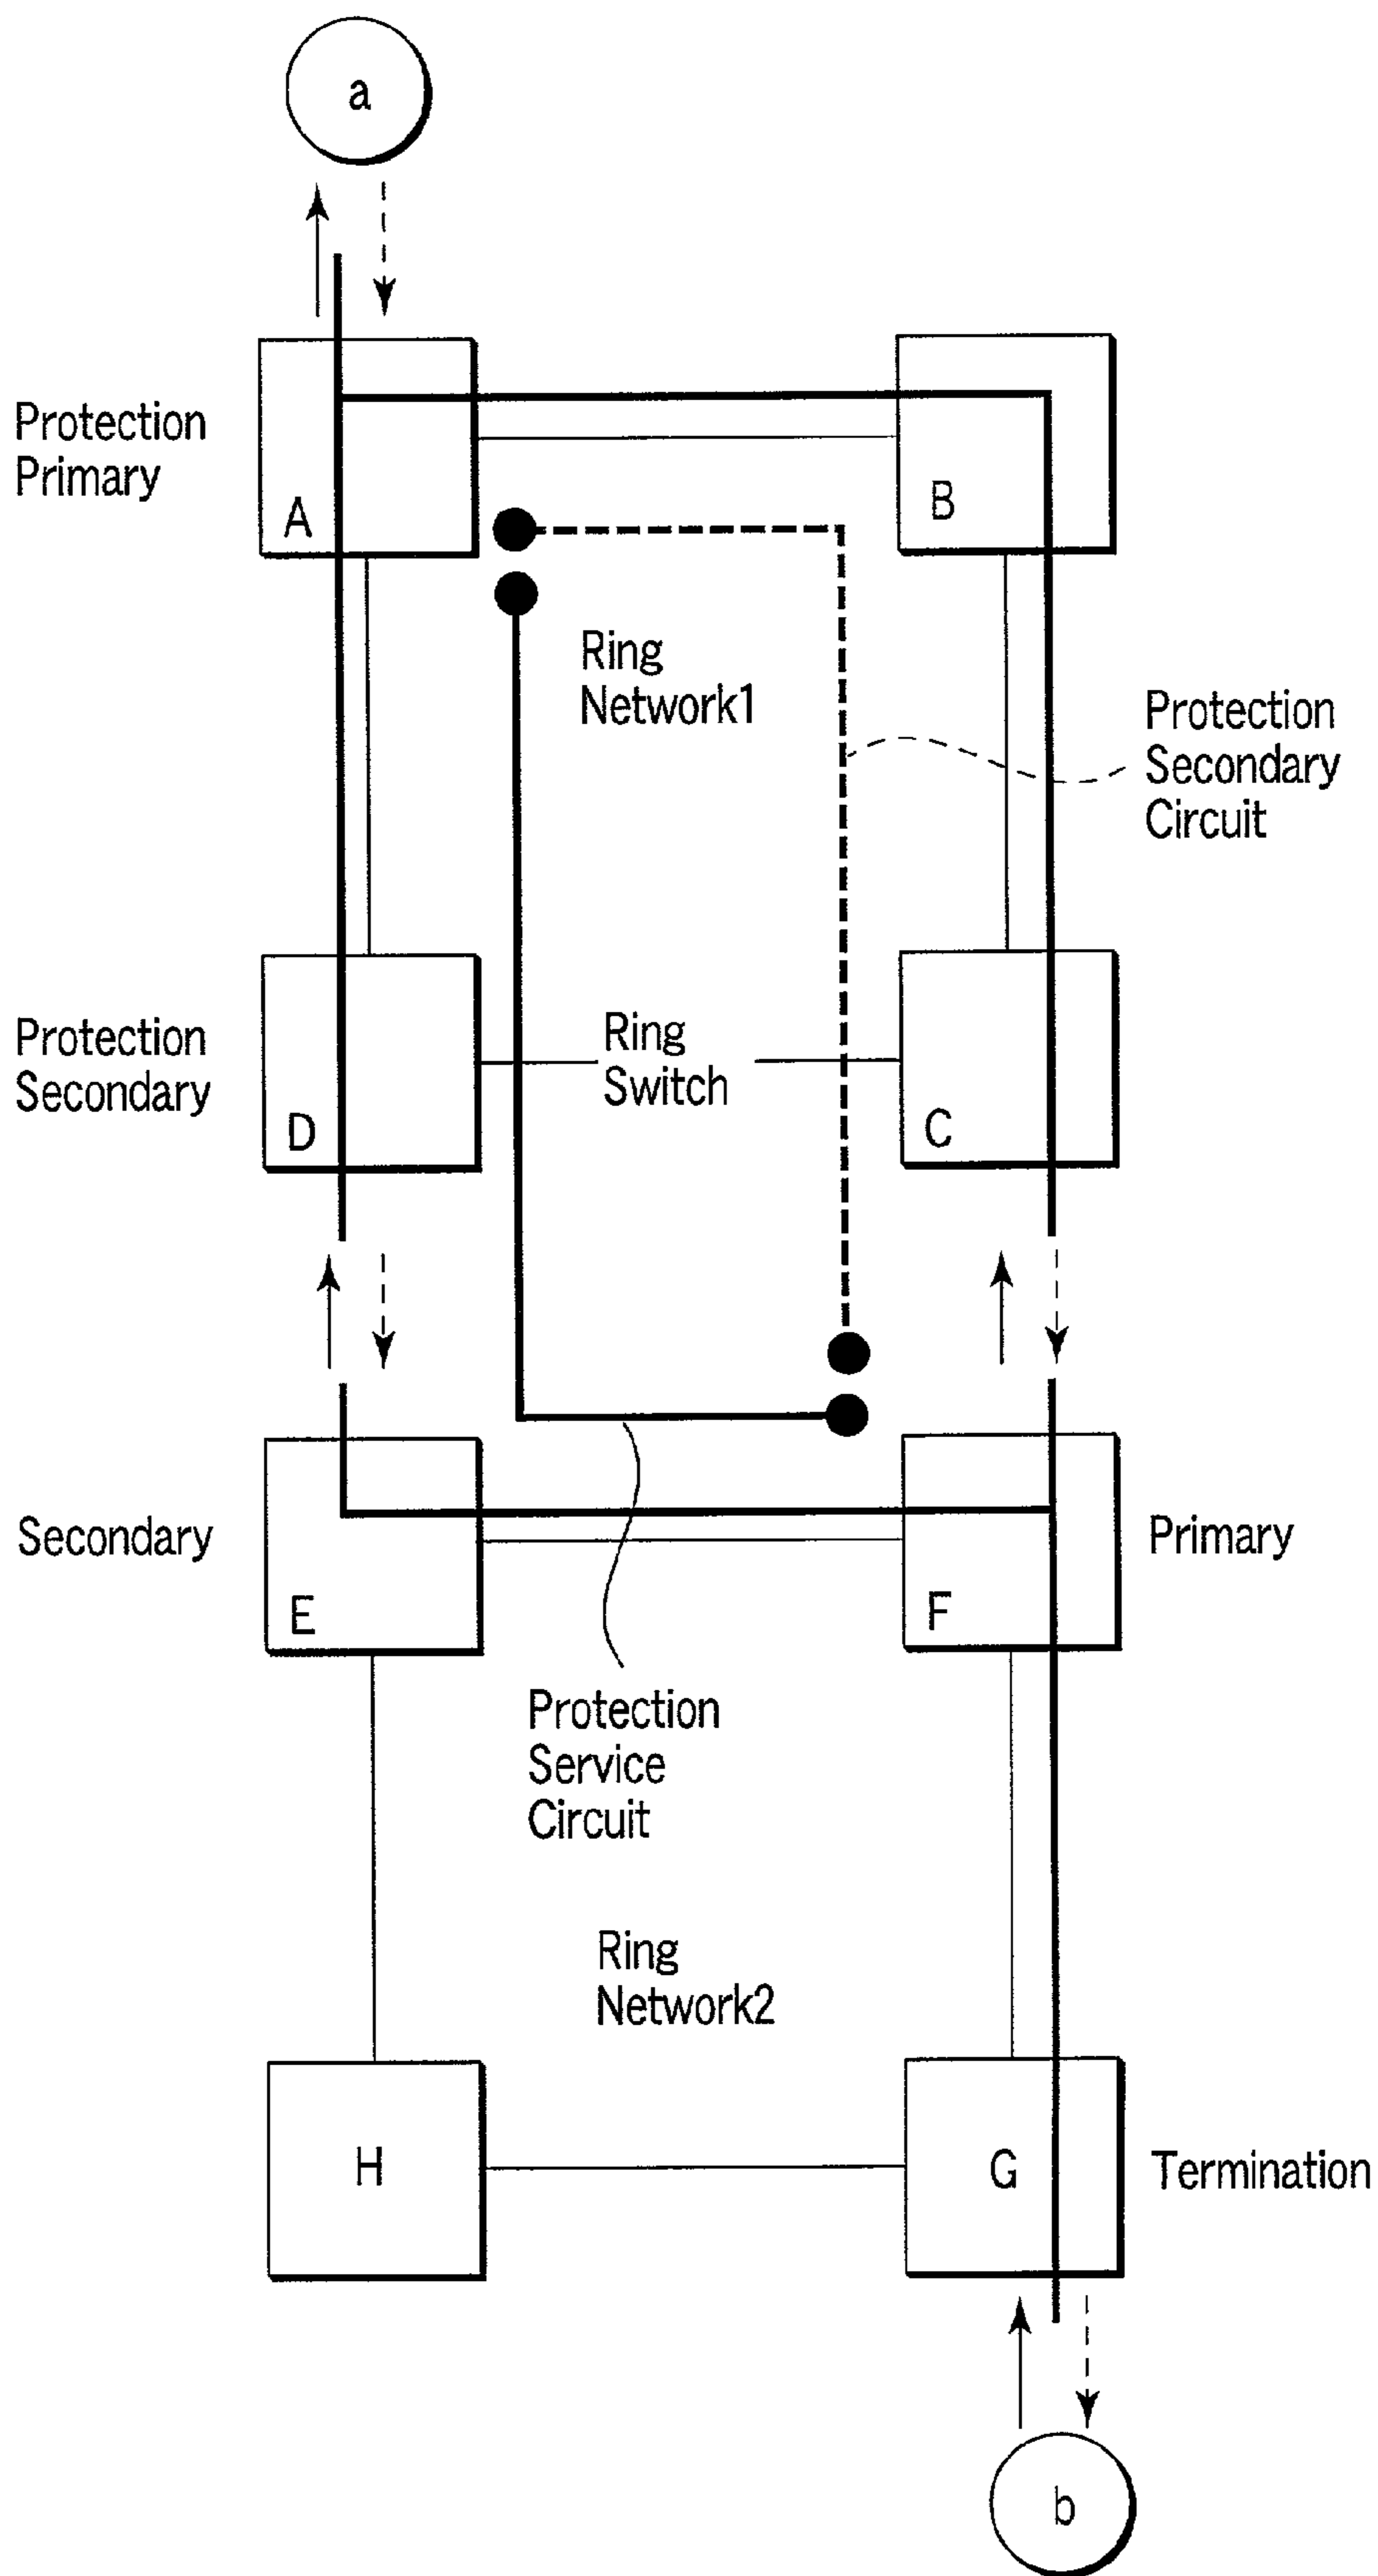 a
Protection
Primary
A
B
Ring
Network1
Protection
Secondary
Circuit
Protection
Secondary
D
Ring
Switch
C
Secondary
E
F
Primary
Protection
Service
Circuit
Ring
Network2
H
G
Termination
b